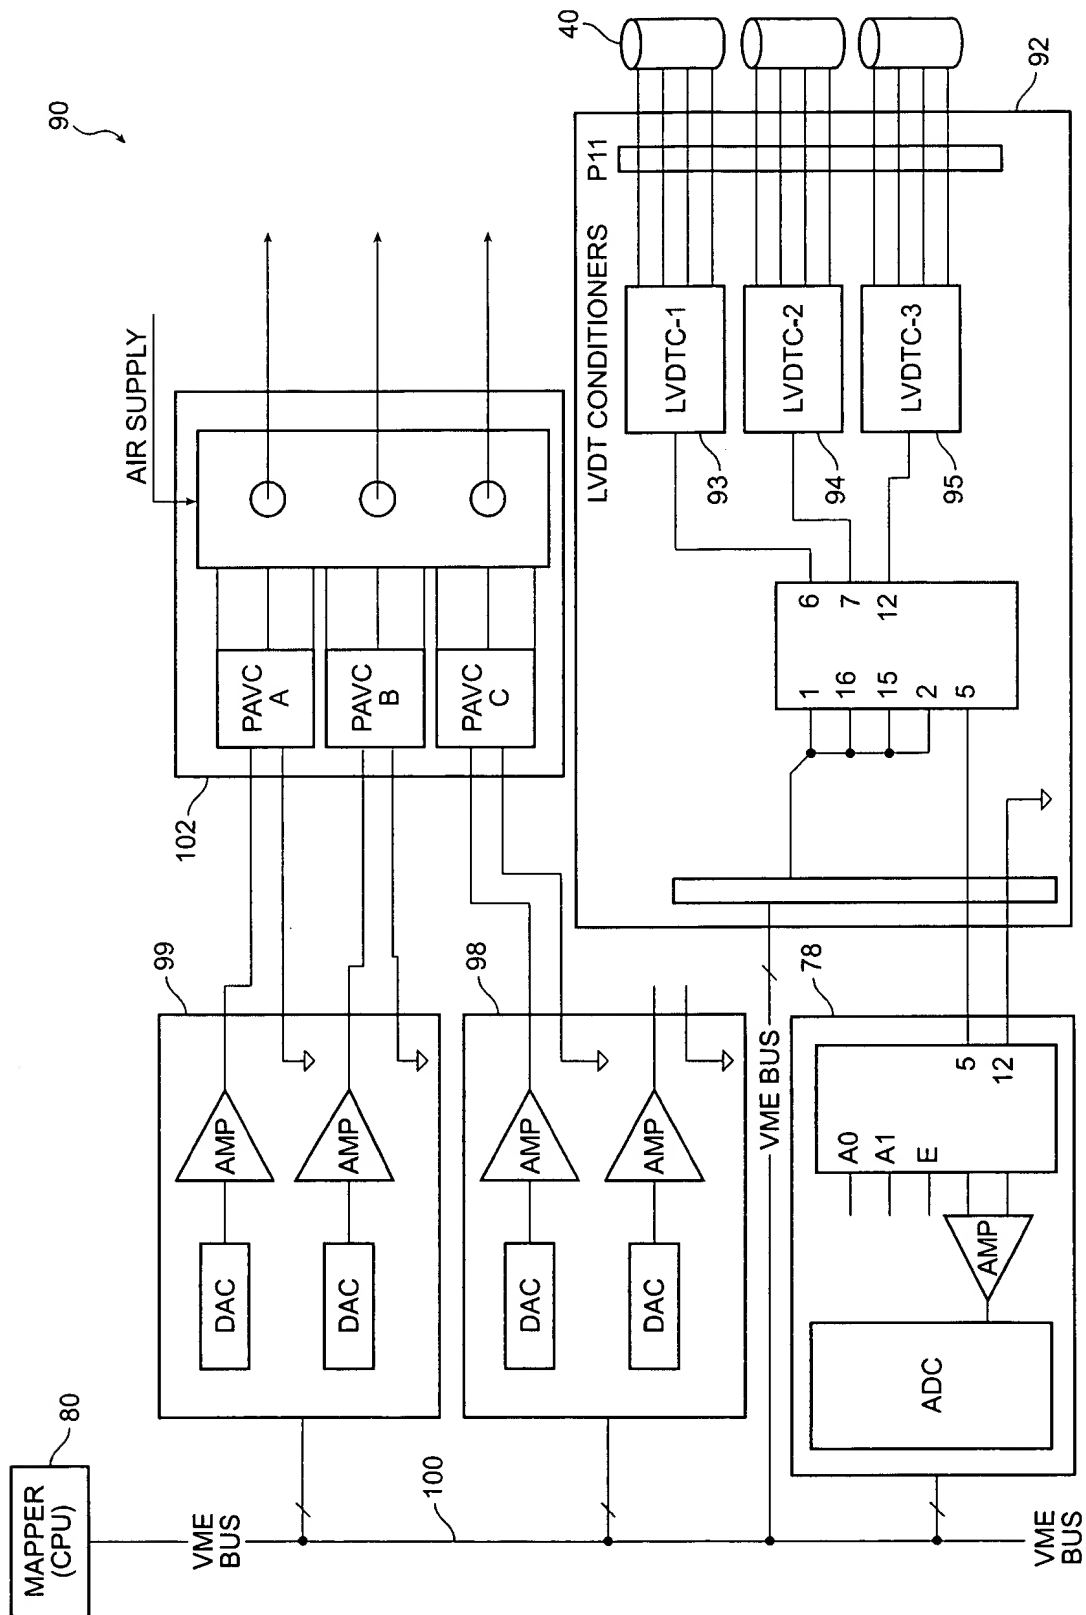 90
AIR SUPPLY
102
PAVC
A
PAVC
B
PAVC
C
99
AMP
AMP
DAC
DAC
98
AMP
AMP
DAC
DAC
MAPPER
(CPU)
80
VME
BUS
100
VME BUS
VME
BUS
40
92
P11
LVDT CONDITIONERS
LVDTC-1
LVDTC-2
LVDTC-3
93
94
95
6
7
12
1
16
15
2
5
78
5
12
A0
A1
E
AMP
ADC